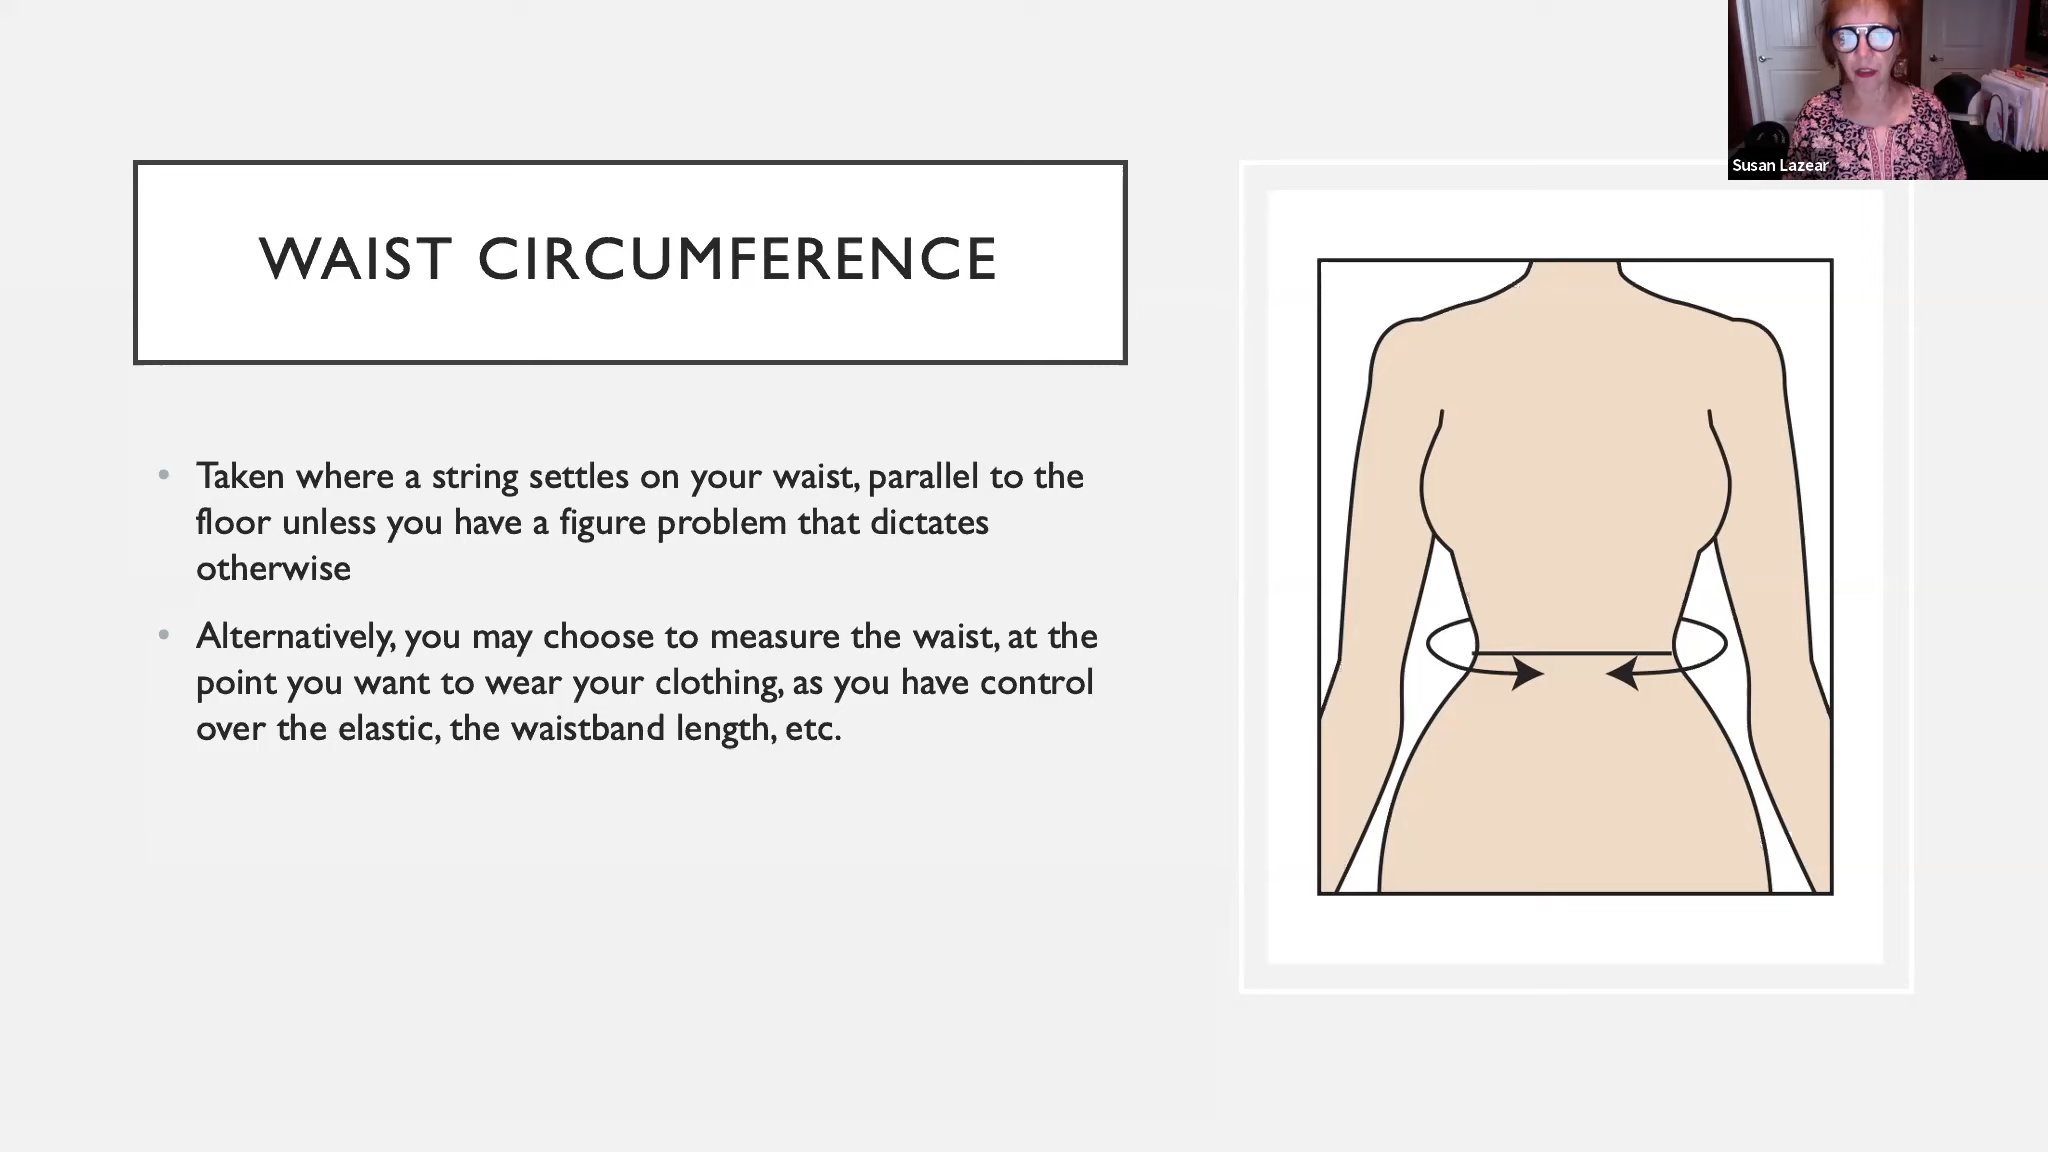 Susan Lazear
WAIST CIRCUMFERENCE
• Taken where a string settles on your waist, parallel to the
floor unless you have a figure problem that dictates
otherwise
• Alternatively, you may choose to measure the waist, at the
point you want to wear your clothing, as you have control
over the elastic, the waistband length, etc.